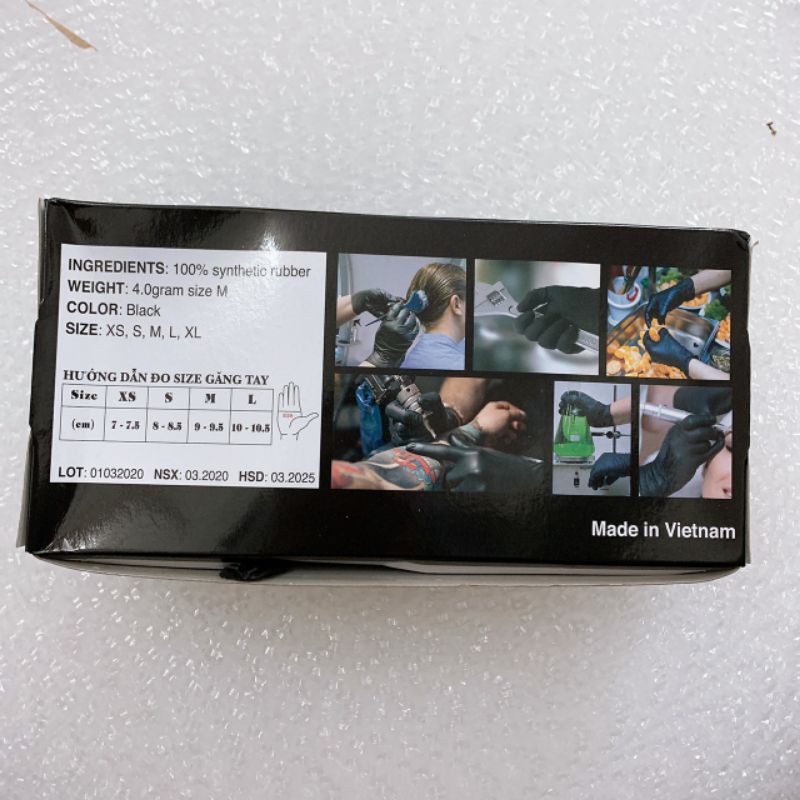 INGREDIENTS: 100% synthetic rubber
WEIGHT: 4.0gram size M
COLOR: Black
SIZE: XS, S, M, L, XL
HƯỚNG DẪN ĐO SIZE GĂNG TAY
Size XS S M L
(cm) 7 - 7.5 8 - 8.5 9 - 9.5 10 - 10.5
SIZE
LOT: 01032020 NSX: 03.2020 HSD: 03.2025
Made in Vietnam